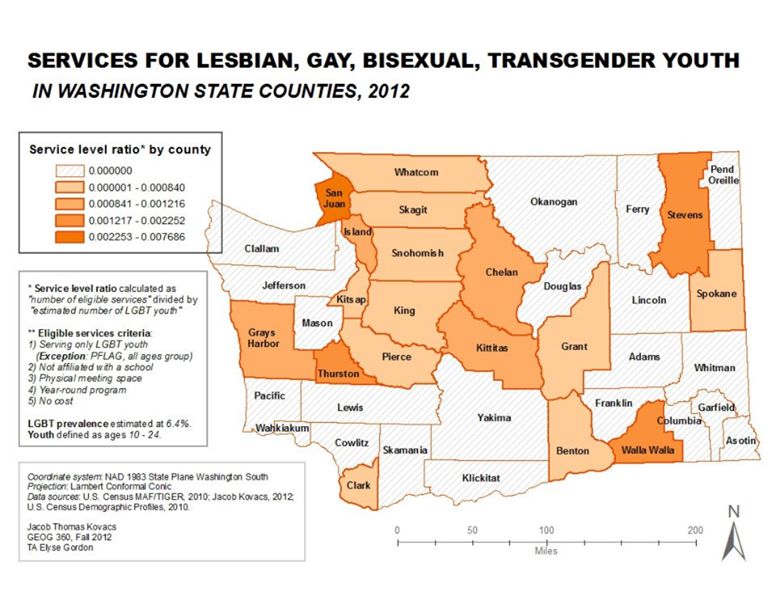 SERVICES FOR LESBIAN, GAY, BISEXUAL, TRANSGENDER YOUTH
IN WASHINGTON STATE COUNTIES, 2012
Service level ratio* by county
0.000000
0.000001 - 0.000840
0.000841 - 0.001216
0.001217 - 0.002252
0.002253 - 0.007686
* Service level ratio calculated as
"number of eligible services" divided by
"estimated number of LGBT youth"
** Eligible services criteria:
1) Serving only LGBT youth
(Exception: PFLAG, all ages group)
2) Not affiliated with a school
3) Physical meeting space
4) Year-round program
5) No cost
LGBT prevalence estimated at 6.4%.
Youth defined as ages 10 - 24.
Coordinate system: NAD 1983 State Plane Washington South
Projection: Lambert Conformal Conic
Data sources: U.S. Census MAF/TIGER, 2010; Jacob Kovacs, 2012;
U.S. Census Demographic Profiles, 2010.
Jacob Thomas Kovacs
GEOG 360, Fall 2012
TA Elyse Gordon
Whatcom
San
Juan
Skagit
Island
Okanogan
Ferry
Stevens
Pend
Oreille
Clallam
Snohomish
Chelan
Jefferson
Kitsap
King
Douglas
Lincoln
Spokane
Mason
Grays
Harbor
Pierce
Kittitas
Grant
Adams
Whitman
Thurston
Pacific
Lewis
Yakima
Franklin
Garfield
Columbia
Wahkiakum
Cowlitz
Skamania
Benton
Walla Walla
Asotin
Clark
Klickitat
0
50
100
200
Miles
N